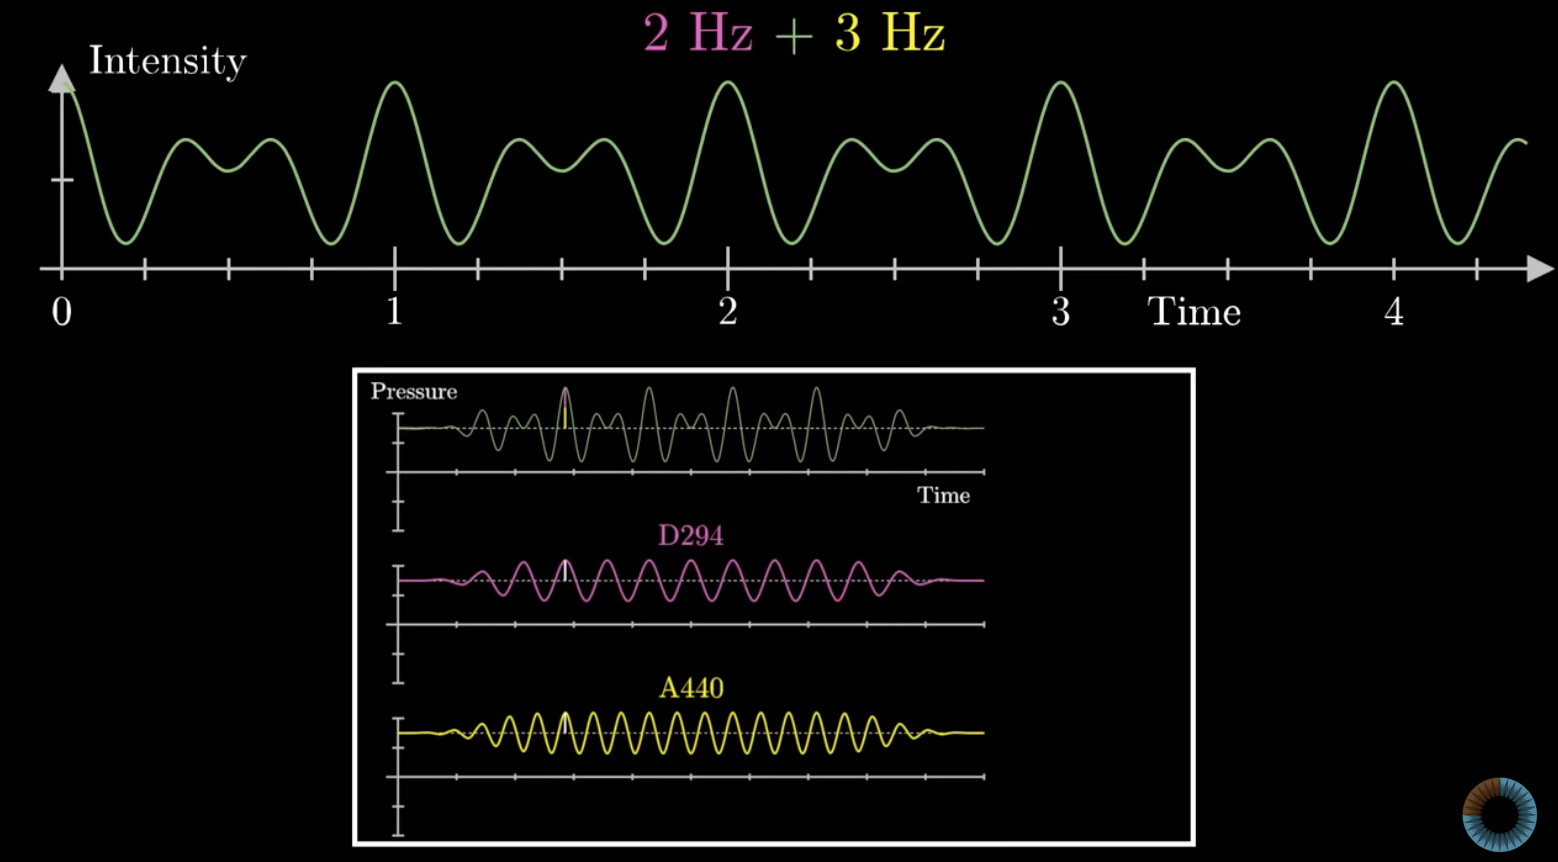 2 Hz + 3 Hz
Intensity
0 1 2 3 Time 4
Pressure
Time
D294
A440